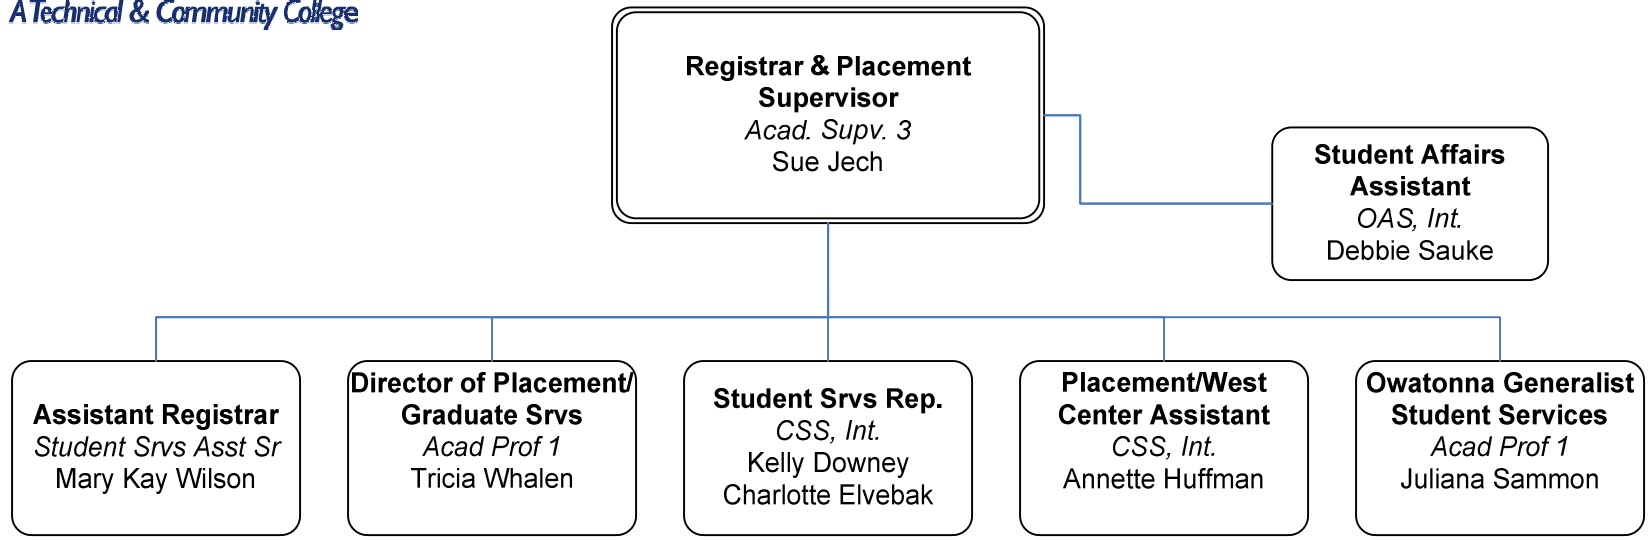 A Technical & Community College
Registrar & Placement
Supervisor
Acad. Supv. 3
Sue Jech
Student Affairs
Assistant
OAS, Int.
Debbie Sauke
Assistant Registrar
Student Srvs Asst Sr
Mary Kay Wilson
Director of Placement/
Graduate Srvs
Acad Prof 1
Tricia Whalen
Student Srvs Rep.
CSS, Int.
Kelly Downey
Charlotte Elvebak
Placement/West
Center Assistant
CSS, Int.
Annette Huffman
Owatonna Generalist
Student Services
Acad Prof 1
Juliana Sammon